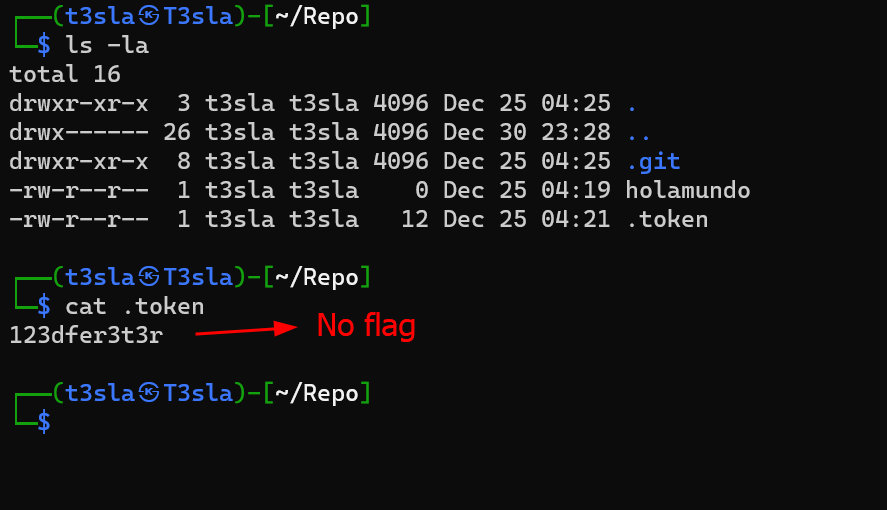 ┌──(t3sla㉿T3sla)-[~/Repo]
└─$ ls -la
total 16
drwxr-xr-x  3 t3sla t3sla 4096 Dec 25 04:25 .
drwx------ 26 t3sla t3sla 4096 Dec 30 23:28 ..
drwxr-xr-x  8 t3sla t3sla 4096 Dec 25 04:25 .git
-rw-r--r--  1 t3sla t3sla    0 Dec 25 04:19 holamundo
-rw-r--r--  1 t3sla t3sla   12 Dec 25 04:21 .token
┌──(t3sla㉿T3sla)-[~/Repo]
└─$ cat .token
123dfer3t3r No flag
┌──(t3sla㉿T3sla)-[~/Repo]
└─$